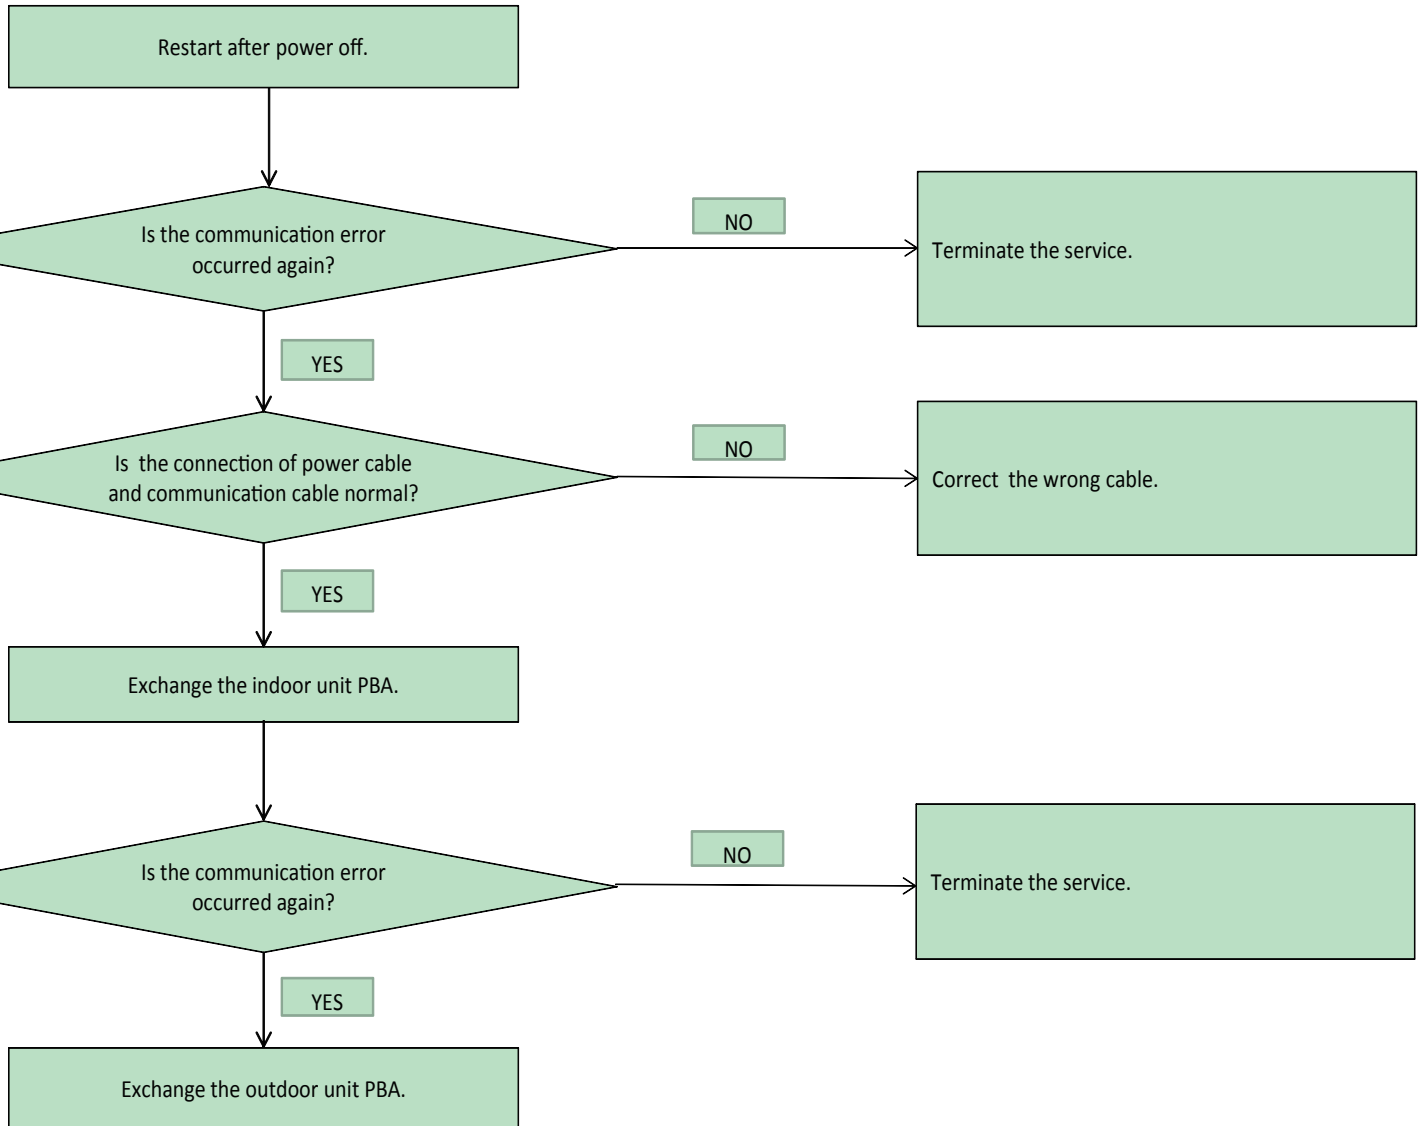 Restart after power off.
Is the communication error
occurred again?
NO
Terminate the service.
YES
Is  the connection of power cable
and communication cable normal?
NO
Correct  the wrong cable.
YES
Exchange the indoor unit PBA.
Is the communication error
occurred again?
NO
Terminate the service.
YES
Exchange the outdoor unit PBA.